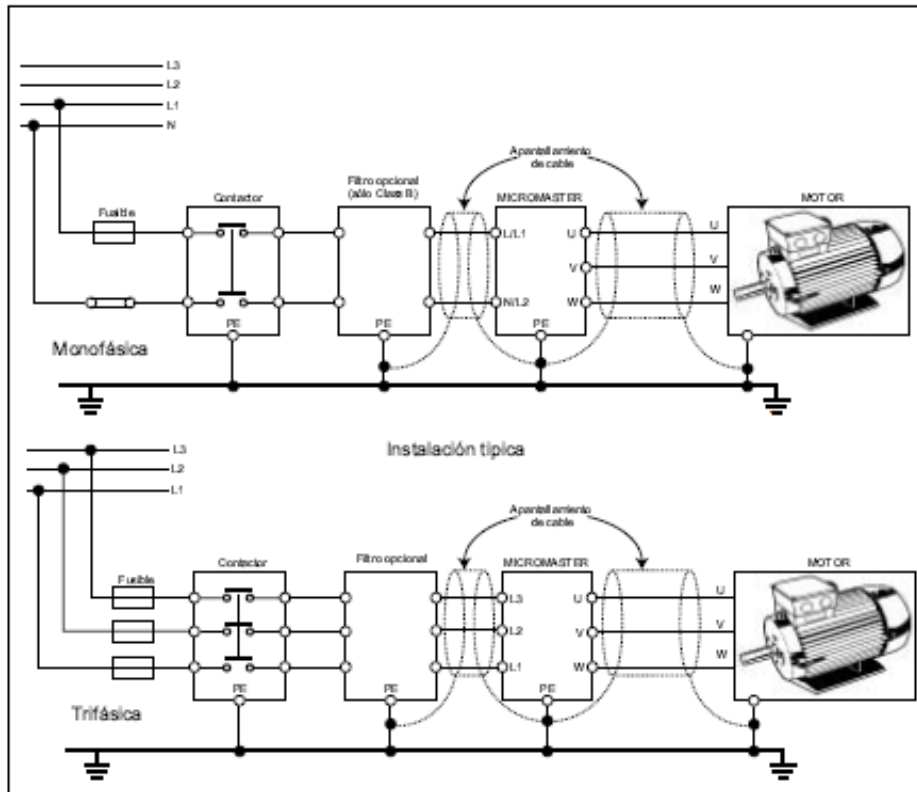 L3
L2
L1
N
Apantallamiento
de cable
Fusible
Contactor
Filtro opcional
(sólo Class B)
MICROMASTER
MOTOR
L/L1
U
U
V
V
N/L2
W
W
PE
PE
PE
Monofásica
Instalación típica
L3
L2
L1
Apantallamiento
de cable
Fusible
Contactor
Filtro opcional
MICROMASTER
MOTOR
L3
U
U
L2
V
V
L1
W
W
PE
PE
PE
Trifásica